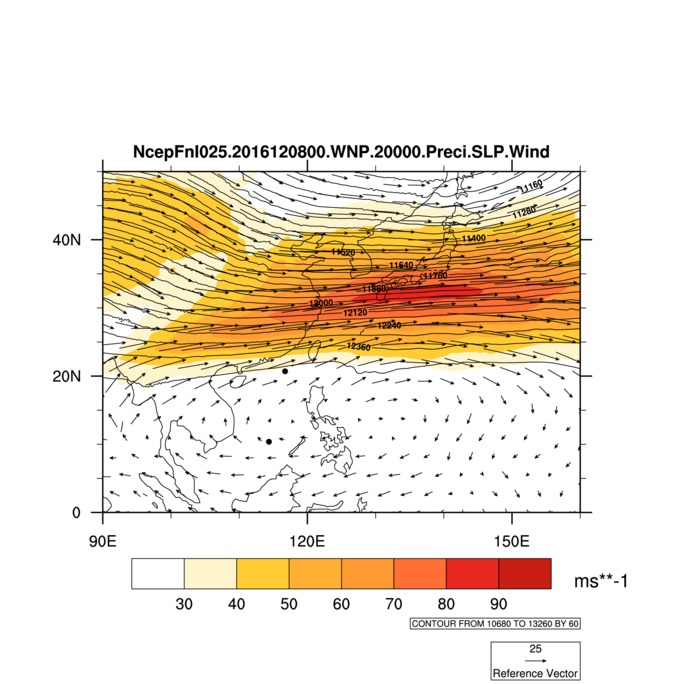 NcepFnl025.2016120800.WNP.20000.Preci.SLP.Wind
11160
11280
40N
11400
11520
11640
11760
11880
12000
12120
12240
12360
20N
0
90E 120E 150E
ms**-1
30 40 50 60 70 80 90
CONTOUR FROM 10680 TO 13260 BY 60
25
Reference Vector